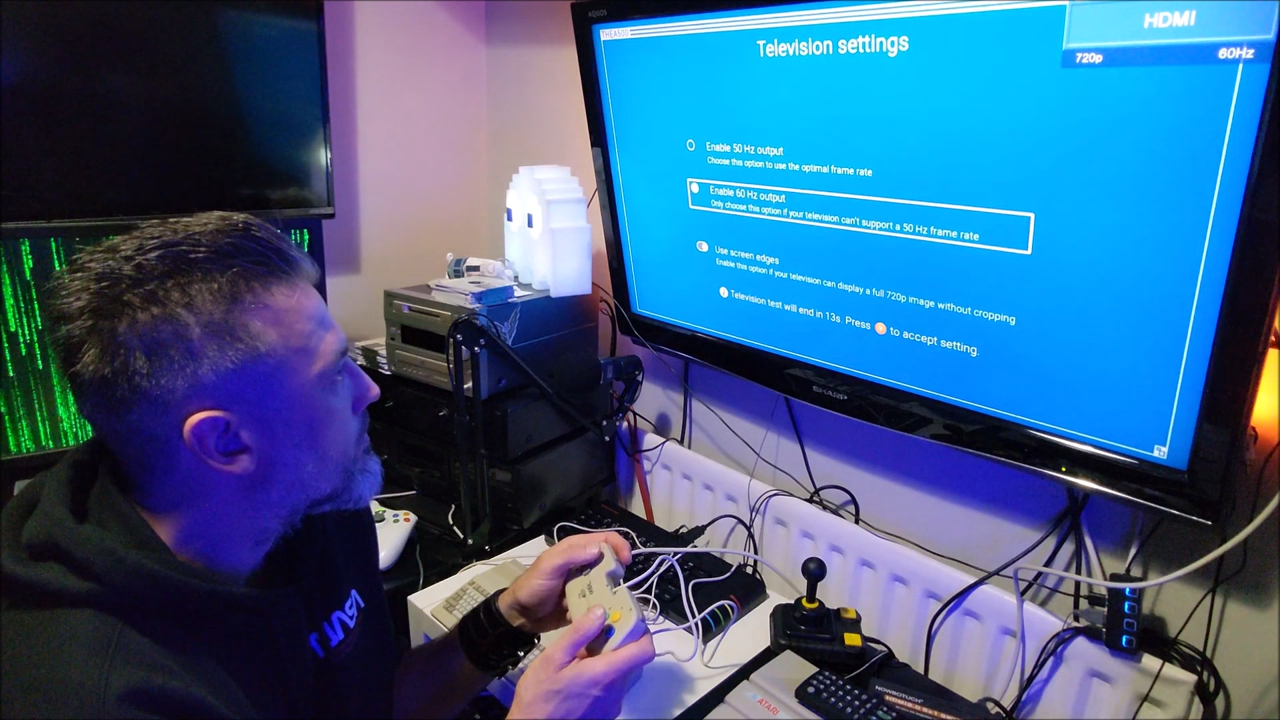 AQUOS
THEA500
Television settings
HDMI
720p 60Hz
Enable 50 Hz output
Choose this option to use the optimal frame rate
Enable 60 Hz output
Only choose this option if your television can't support a 50 Hz frame rate
Use screen edges
Enable this option if your television can display a full 720p image without cropping
Television test will end in 13s. Press to accept setting.
SHARP
NASA
ATARI